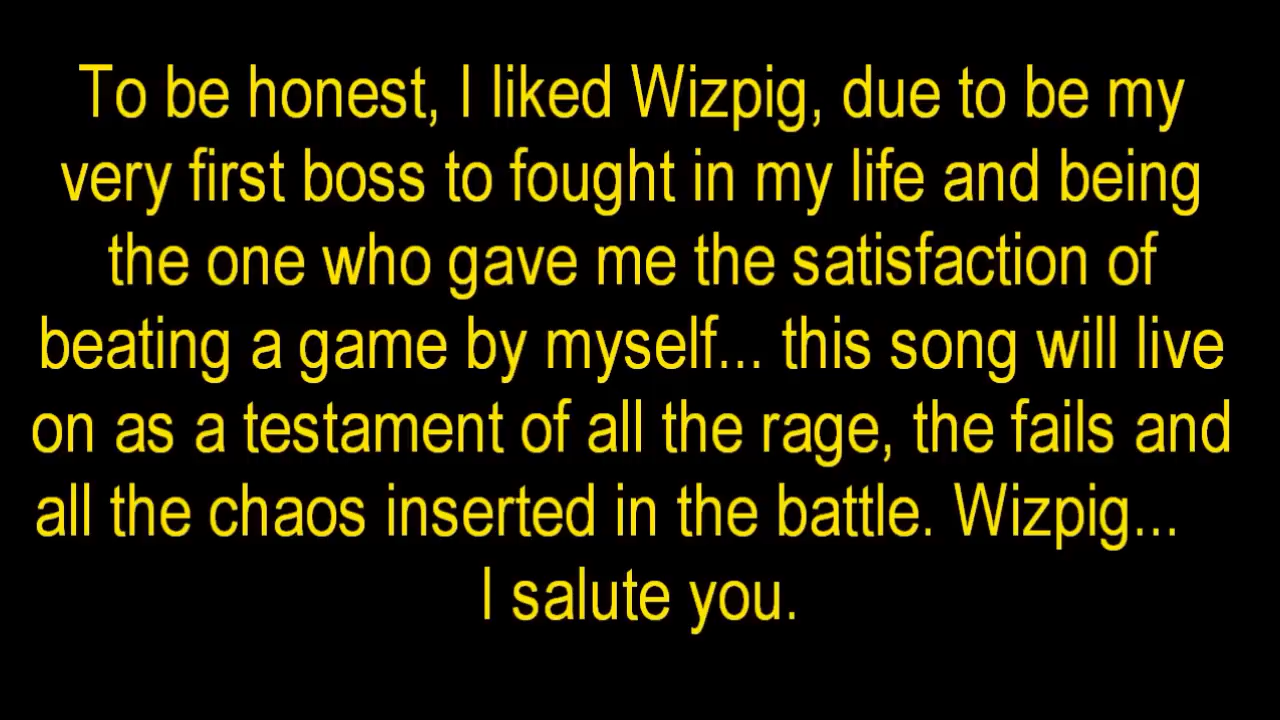 To be honest, I liked Wizpig, due to be my
very first boss to fought in my life and being
the one who gave me the satisfaction of
beating a game by myself... this song will live
on as a testament of all the rage, the fails and
all the chaos inserted in the battle. Wizpig...
I salute you.